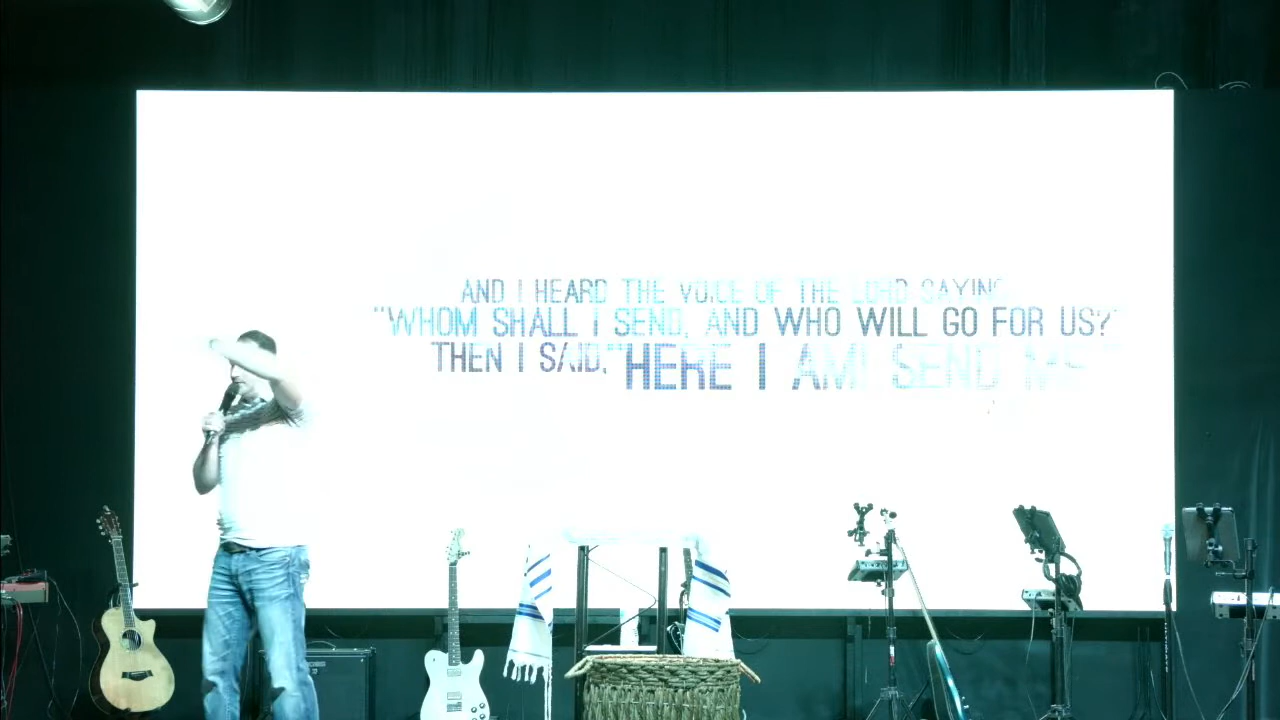 AND I HEARD THE VOICE OF THE LORD SAYING
"WHOM SHALL I SEND, AND WHO WILL GO FOR US?"
THEN I SAID, "HERE I AM! SEND ME"